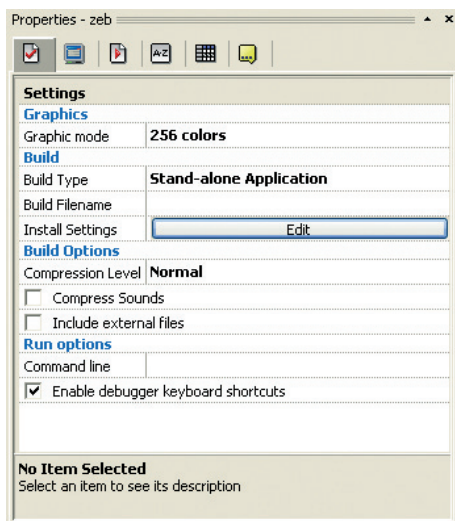 Properties - zeb
A-Z
Settings
Graphics
Graphic mode 256 colors
Build
Build Type Stand-alone Application
Build Filename
Install Settings Edit
Build Options
Compression Level Normal
Compress Sounds
Include external files
Run options
Command line
Enable debugger keyboard shortcuts
No Item Selected
Select an item to see its description